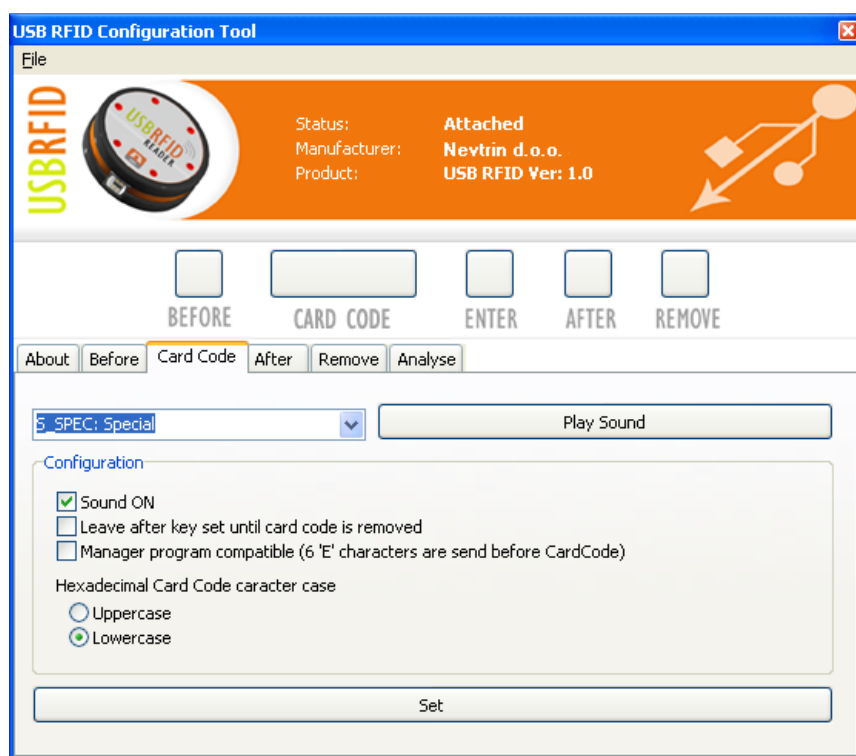 USB RFID Configuration Tool
File
USBRFID
USBRFID
READER
Status: Attached
Manufacturer: Nevtrin d.o.o.
Product: USB RFID Ver: 1.0
BEFORE CARD CODE ENTER AFTER REMOVE
About Before Card Code After Remove Analyse
S_SPEC: Special Play Sound
Configuration
Sound ON
Leave after key set until card code is removed
Manager program compatible (6 'E' characters are send before CardCode)
Hexadecimal Card Code caracter case
Uppercase
Lowercase
Set